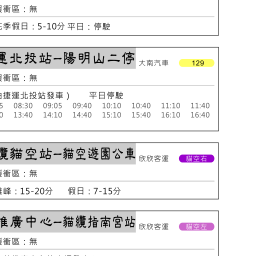 衝區：無
花季假日：5-10分 平日：停駛
運北投站-陽明山二停 大南汽車 129
緩衝區：無
捷運北投站發車） 平日停駛
08:30 09:05 09:40 10:10 10:40 11:10 11:40
13:40 14:10 14:40 15:10 15:40 16:10 16:40
纜貓空站-貓空遊園公車 欣欣客運 貓空右
緩衝區：無
離峰：15-20分 假日：7-15分
推廣中心-貓纜指南宮站 欣欣客運 貓空左
緩衝區：無